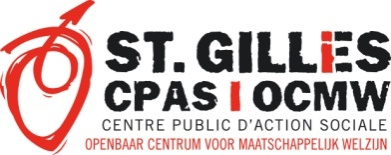 ST. GILLES
CPAS I OCMW
CENTRE PUBLIC D'ACTION SOCIALE
OPENBAAR CENTRUM VOOR MAATSCHAPPELIJK WELZIJN